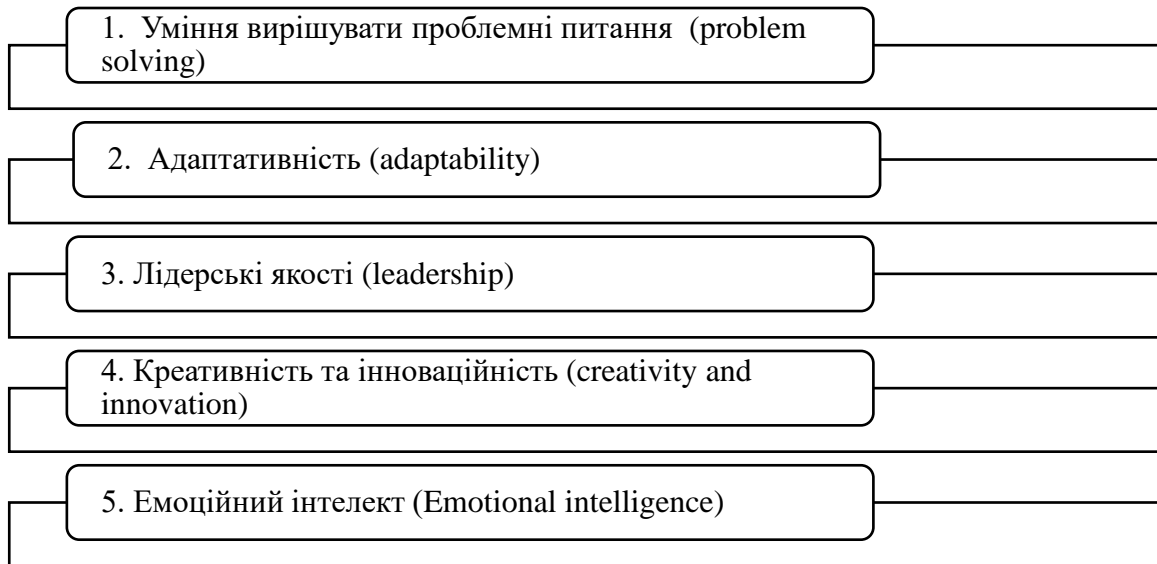 1. Уміння вирішувати проблемні питання (problem
solving)
2. Адаптативність (adaptability)
3. Лідерські якості (leadership)
4. Креативність та інноваційність (creativity and
innovation)
5. Емоційний інтелект (Emotional intelligence)